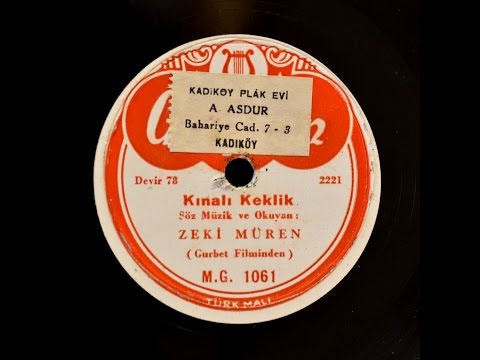 KADIKÖY PLÁK EVİ
A. ASDUR
Bahariye Cad. 7 - 3
KADIKÖY
Devir 78
2221
Kınalı Keklik
Söz Müzik ve Okuyan:
ZEKİ MÜREN
( Gurbet Filminden )
M.G. 1061
TÜRK MALI